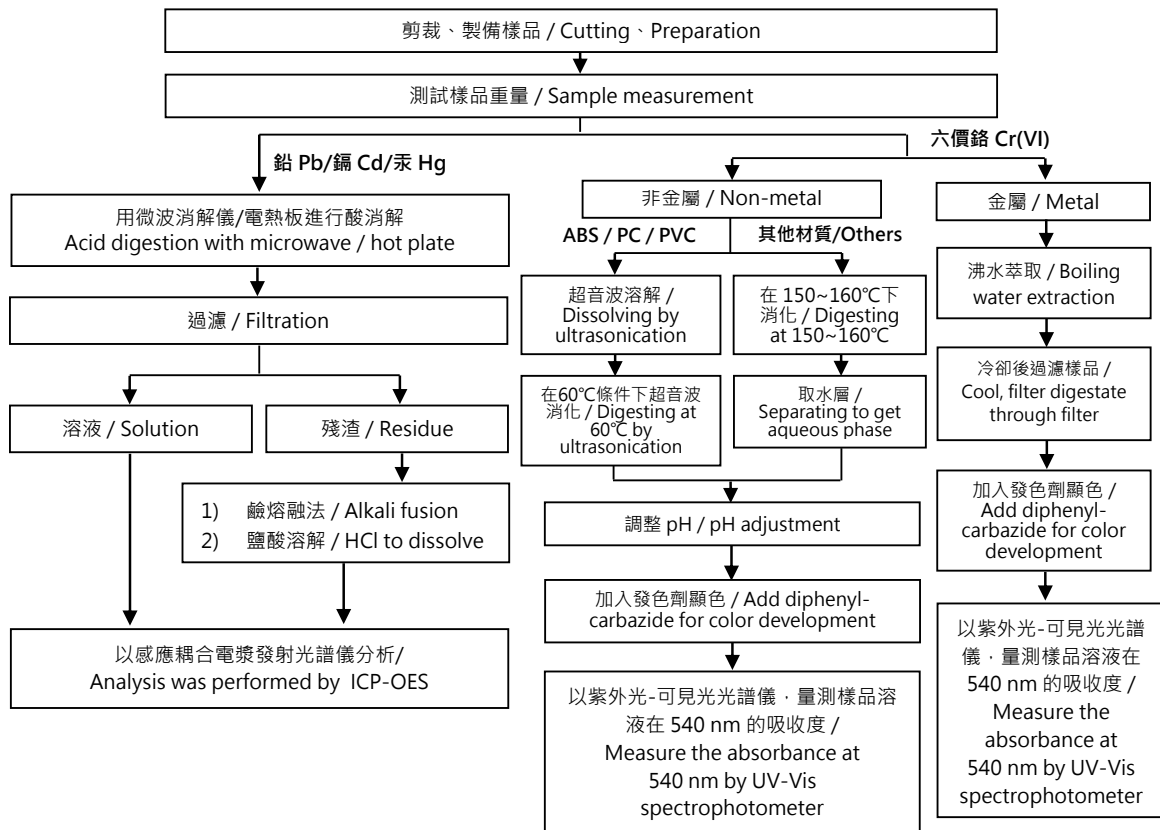 剪裁、製備樣品 / Cutting、Preparation
測試樣品重量 / Sample measurement
鉛 Pb/鎘 Cd/汞 Hg
六價鉻 Cr(VI)
用微波消解儀/電熱板進行酸消解
Acid digestion with microwave / hot plate
過濾 / Filtration
溶液 / Solution
殘渣 / Residue
1) 鹼熔融法 / Alkali fusion
2) 鹽酸溶解 / HCl to dissolve
以感應耦合電漿發射光譜儀分析/
Analysis was performed by ICP-OES
非金屬 / Non-metal
ABS / PC / PVC
其他材質/Others
超音波溶解 /
Dissolving by
ultrasonication
在60℃條件下超音波
消化 / Digesting at
60℃ by
ultrasonication
在 150~160℃下
消化 / Digesting
at 150~160℃
取水層 /
Separating to get
aqueous phase
調整 pH / pH adjustment
加入發色劑顯色 / Add diphenyl-
carbazide for color development
以紫外光-可見光光譜儀，量測樣品溶
液在 540 nm 的吸收度 /
Measure the absorbance at
540 nm by UV-Vis
spectrophotometer
金屬 / Metal
沸水萃取 / Boiling
water extraction
冷卻後過濾樣品 /
Cool, filter digestate
through filter
加入發色劑顯色 /
Add diphenyl-
carbazide for color
development
以紫外光-可見光光譜
儀，量測樣品溶液在
540 nm 的吸收度 /
Measure the
absorbance at
540 nm by UV-Vis
spectrophotometer